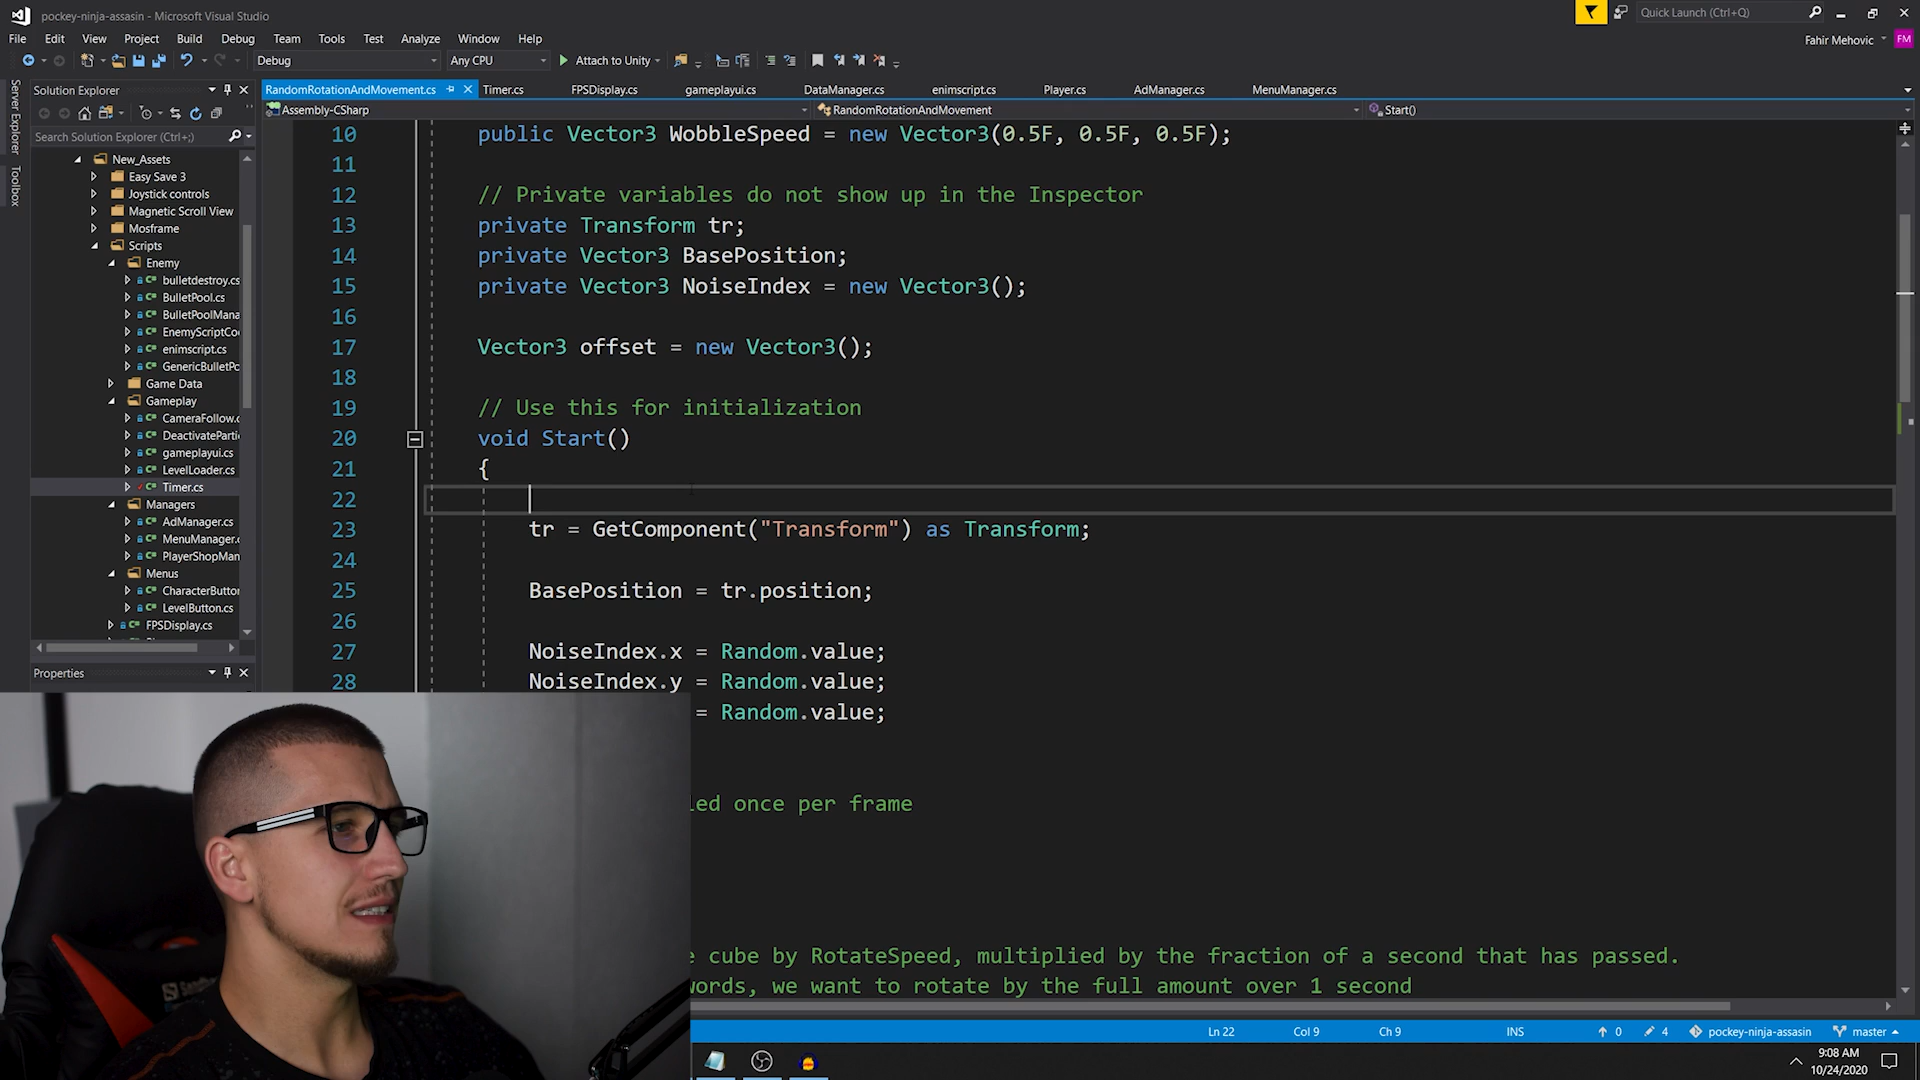 pockey-ninja-assasin - Microsoft Visual Studio
Quick Launch (Ctrl+Q)
File Edit View Project Build Debug Team Tools Test Analyze Window Help
Fahir Mehovic FM
Debug Any CPU Attach to Unity
Server Explorer
Toolbox
Solution Explorer
Search Solution Explorer (Ctrl+;)
New_Assets
Easy Save 3
Joystick controls
Magnetic Scroll View
Mosframe
Scripts
Enemy
bulletdestroy.cs
BulletPool.cs
BulletPoolMana
EnemyScriptCo
enimscript.cs
GenericBulletPo
Game Data
Gameplay
CameraFollow.c
DeactivateParti
gameplayui.cs
LevelLoader.cs
Timer.cs
Managers
AdManager.cs
MenuManager.c
PlayerShopMan
Menus
CharacterButto
LevelButton.cs
FPSDisplay.cs
Properties
RandomRotationAndMovement.cs Timer.cs FPSDisplay.cs gameplayui.cs DataManager.cs enimscript.cs Player.cs AdManager.cs MenuManager.cs
Assembly-CSharp RandomRotationAndMovement Start()
10 public Vector3 WobbleSpeed = new Vector3(0.5F, 0.5F, 0.5F);
11
12 // Private variables do not show up in the Inspector
13 private Transform tr;
14 private Vector3 BasePosition;
15 private Vector3 NoiseIndex = new Vector3();
16
17 Vector3 offset = new Vector3();
18
19 // Use this for initialization
20 void Start()
21 {
22
23 tr = GetComponent("Transform") as Transform;
24
25 BasePosition = tr.position;
26
27 NoiseIndex.x = Random.value;
28 NoiseIndex.y = Random.value;
= Random.value;
led once per frame
e cube by RotateSpeed, multiplied by the fraction of a second that has passed.
words, we want to rotate by the full amount over 1 second
Ln 22 Col 9 Ch 9 INS 0 4 pockey-ninja-assasin master
9:08 AM
10/24/2020